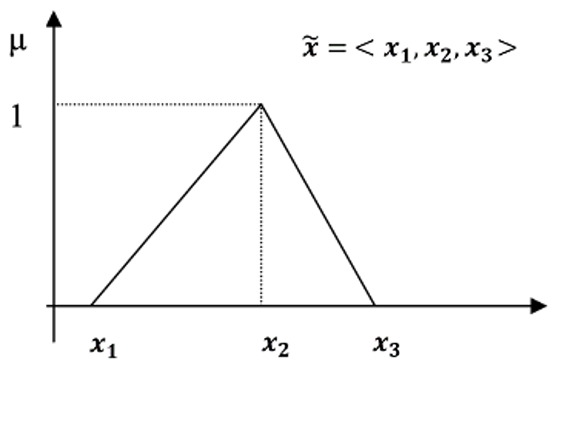 μ
x̃ = < x₁, x₂, x₃ >
1
x₁ x₂ x₃